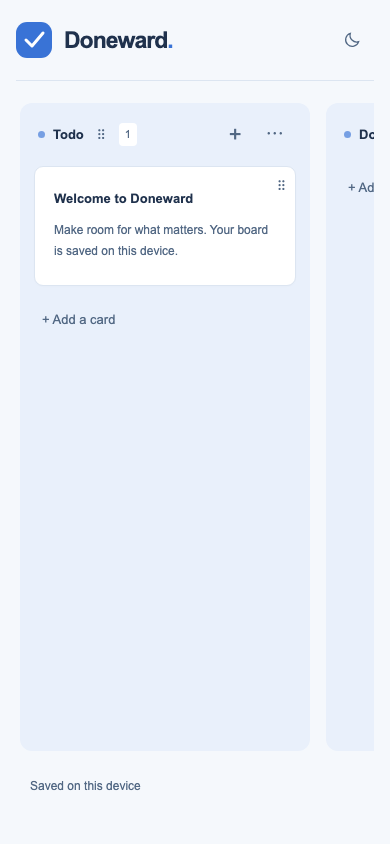 Doneward.
Todo 1
Welcome to Doneward
Make room for what matters. Your board
is saved on this device.
+ Add a card
Do
+ Ad
Saved on this device